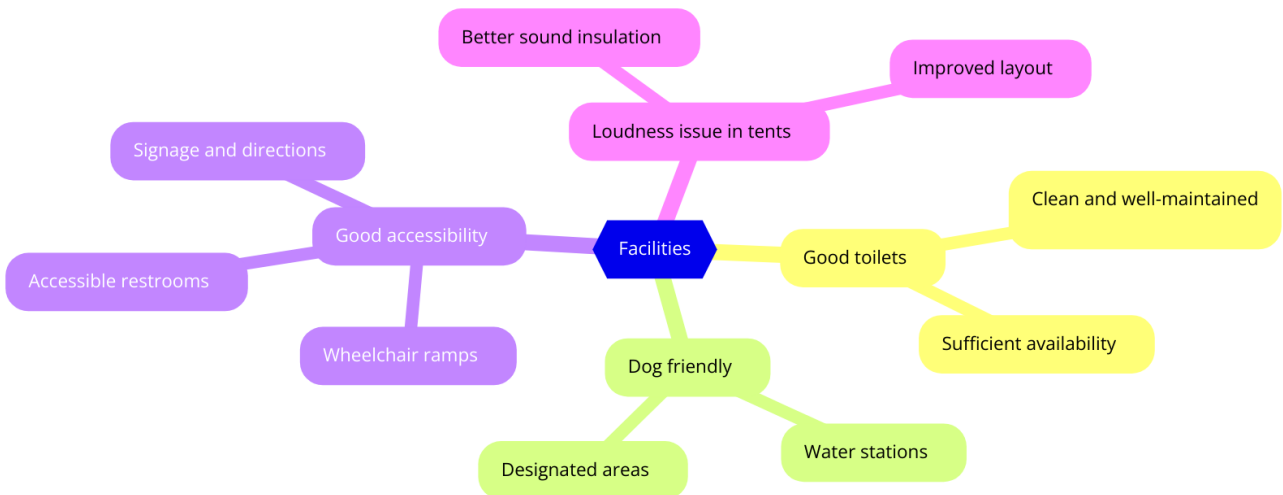 Better sound insulation
Improved layout
Loudness issue in tents
Signage and directions
Clean and well-maintained
Good accessibility
Facilities
Good toilets
Accessible restrooms
Sufficient availability
Wheelchair ramps
Dog friendly
Water stations
Designated areas